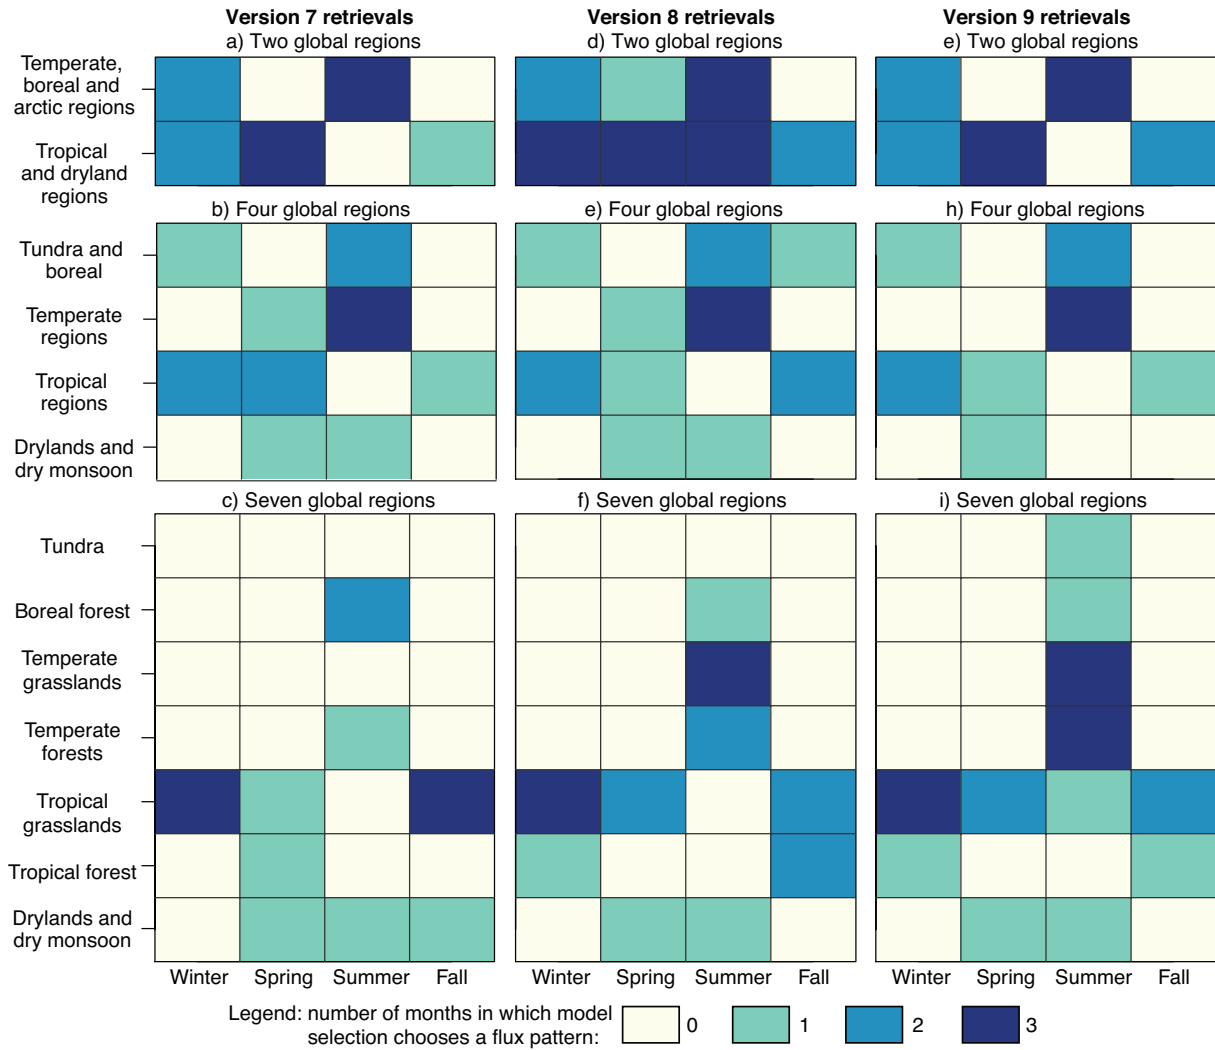 Version 7 retrievals
Version 8 retrievals
Version 9 retrievals
a) Two global regions
d) Two global regions
e) Two global regions
Temperate,
boreal and
arctic regions
Tropical
and dryland
regions
b) Four global regions
e) Four global regions
h) Four global regions
Tundra and
boreal
Temperate
regions
Tropical
regions
Drylands and
dry monsoon
c) Seven global regions
f) Seven global regions
i) Seven global regions
Tundra
Boreal forest
Temperate
grasslands
Temperate
forests
Tropical
grasslands
Tropical forest
Drylands and
dry monsoon
Winter Spring Summer Fall
Winter Spring Summer Fall
Winter Spring Summer Fall
Legend: number of months in which model
selection chooses a flux pattern:
0 1 2 3